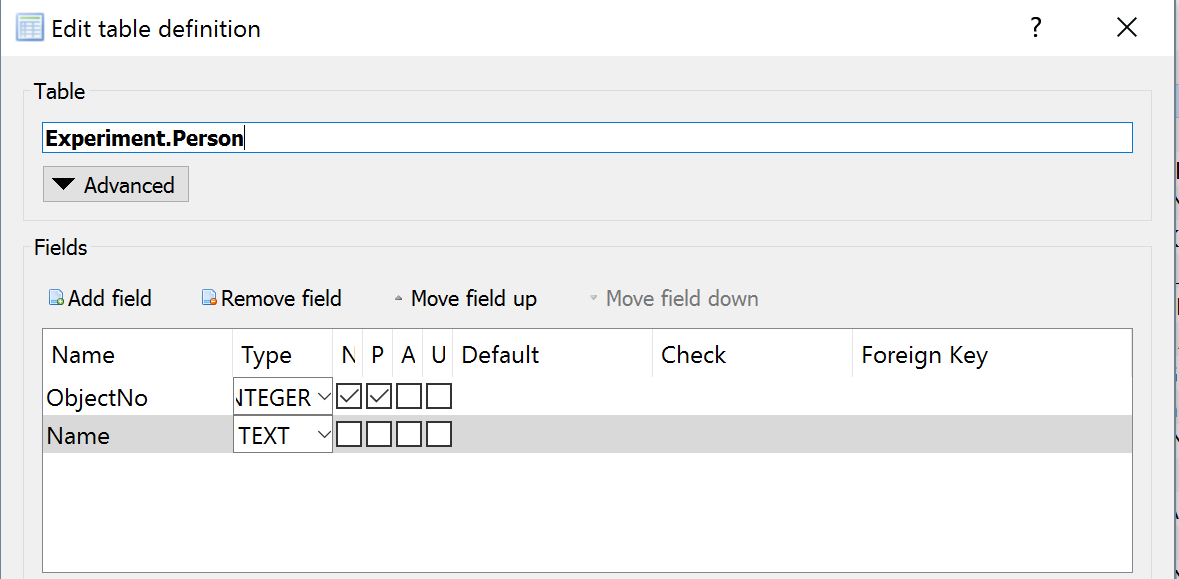 Edit table definition ?
Table
Experiment.Person
Advanced
Fields
Add field Remove field Move field up Move field down
Name Type N P A U Default Check Foreign Key
ObjectNo NTEGER
Name TEXT